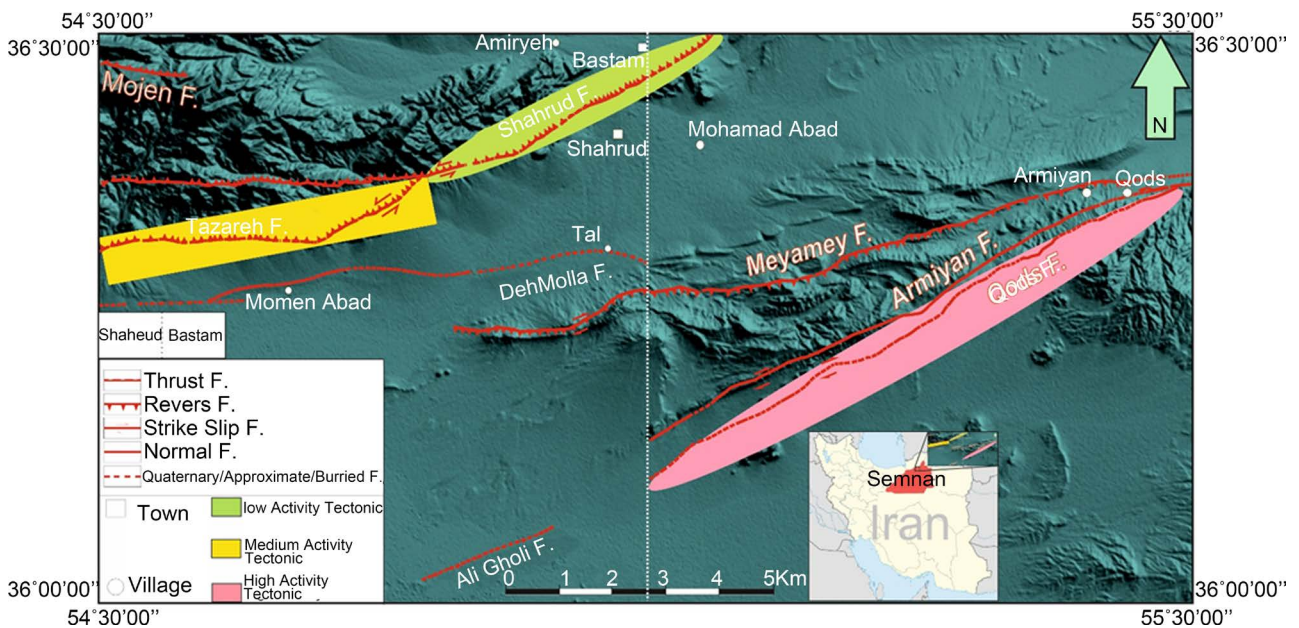 54°30'00’’
55°30'00’’
36°30'00’’
36°30'00’’
Amiryeh
Bastam
Mojen F.
Shahrud F.
N
Shahrud
Mohamad Abad
Armiyan
Qods
Tazareh F.
Tal
Meyamey F.
Armiyan F.
DehMolla F.
Momen Abad
Shaheud
Bastam
Thrust F.
Revers F.
Strike Slip F.
Normal F.
Quaternary/Approximate/Burried F.
Town
low Activity Tectonic
Medium Activity
Tectonic
Village
High Activity
Tectonic
Ali Gholi F.
0 1 2 3 4 5Km
Semnan
Iran
36°00'00’’
36°00'00’’
54°30'00’’
55°30'00’’